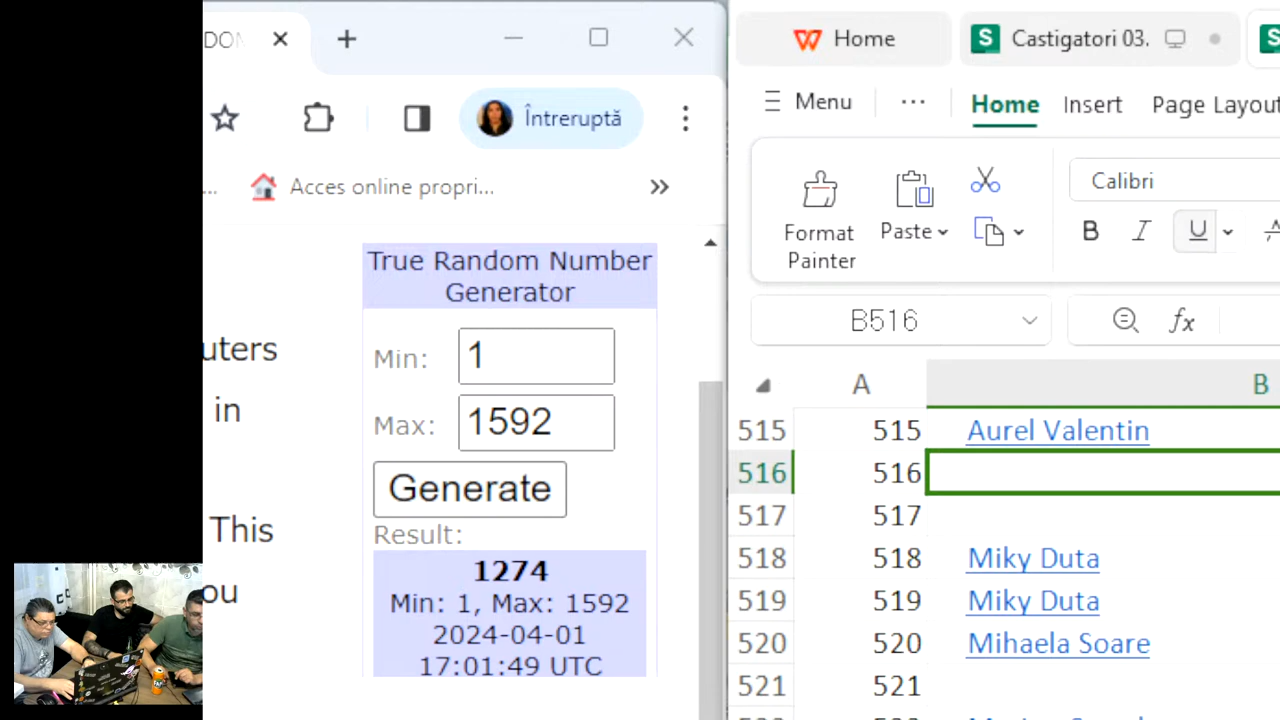 DOM
Întreruptă
...
Acces online propri...
True Random Number
Generator
uters
Min: 1
in
Max: 1592
Generate
This
Result:
1274
ou
Min: 1, Max: 1592
2024-04-01
17:01:49 UTC
Home
S Castigatori 03.
S
Menu
...
Home Insert Page Layout
Format
Painter
Paste
Calibri
B I U A
B516
fx
A B
515 515 Aurel Valentin
516 516
517 517
518 518 Miky Duta
519 519 Miky Duta
520 520 Mihaela Soare
521 521